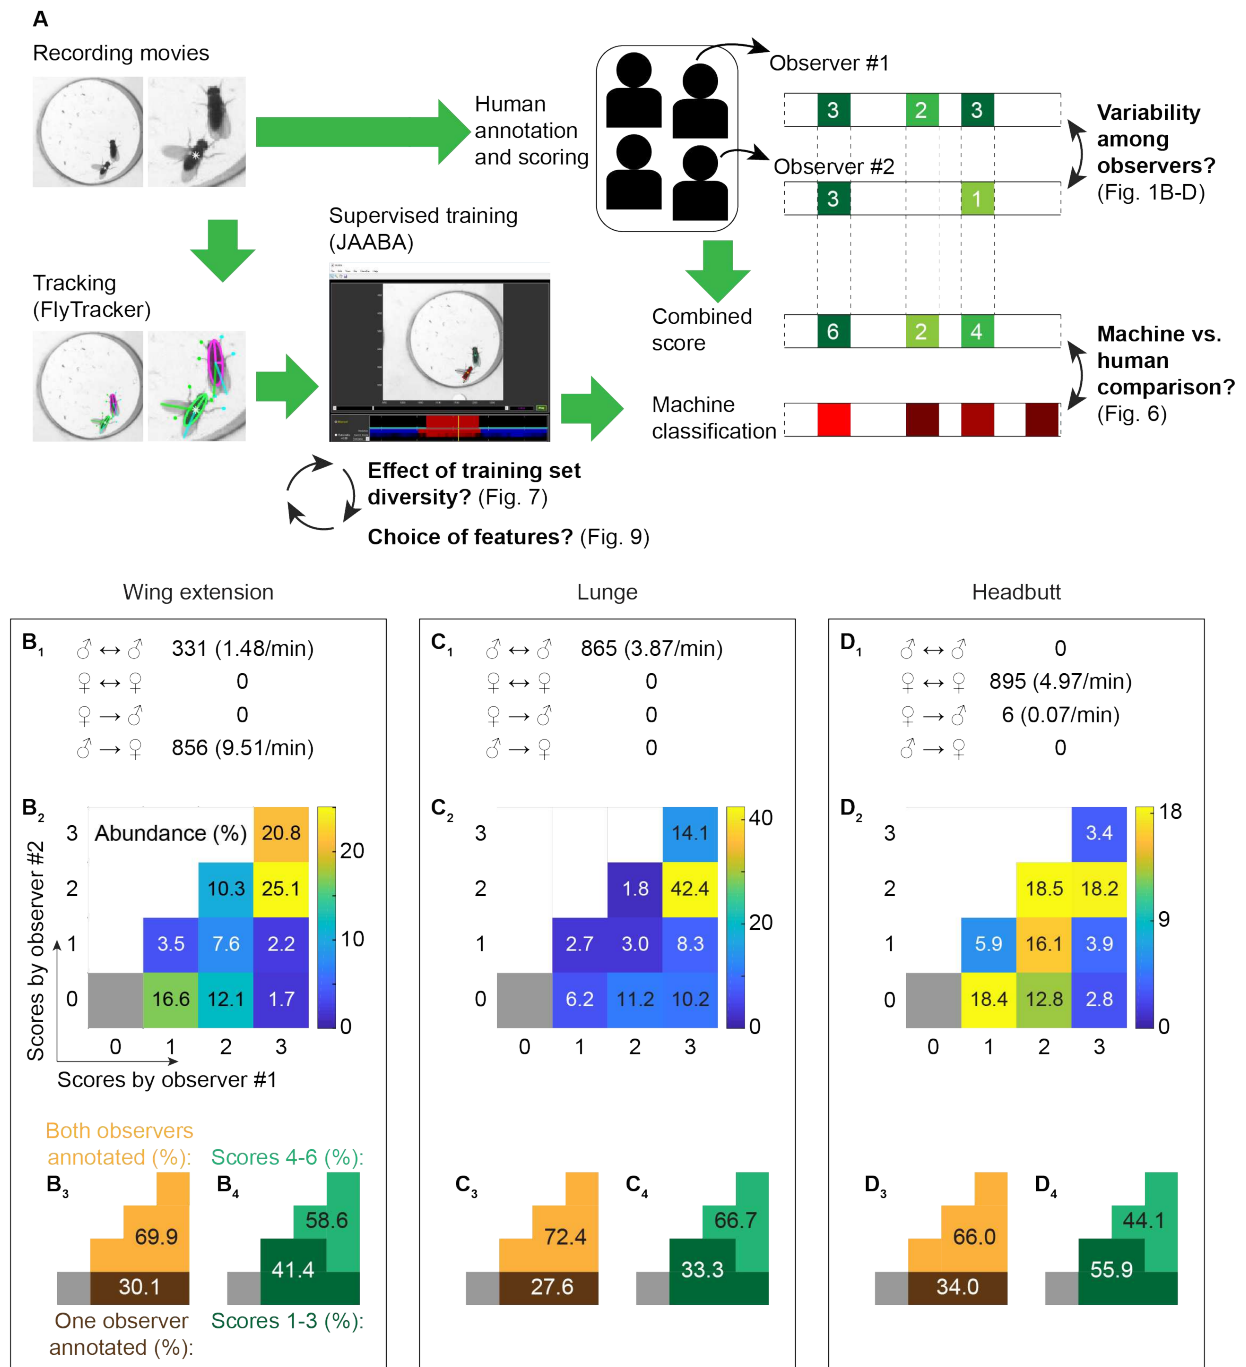 A
Recording movies
Human
annotation
and scoring
Observer #1
3 2 3
Observer #2
3 1
Variability
among
observers?
(Fig. 1B-D)
Supervised training
(JAABA)
Tracking
(FlyTracker)
Combined
score
6 2 4
Machine
classification
Machine vs.
human
comparison?
(Fig. 6)
Effect of training set
diversity? (Fig. 7)
Choice of features? (Fig. 9)
Wing extension
B1
♂ ↔ ♂ 331 (1.48/min)
♀ ↔ ♀ 0
♀ → ♂ 0
♂ → ♀ 856 (9.51/min)
B2
Abundance (%)
Scores by observer #2
3 20.8
2 10.3 25.1
1 3.5 7.6 2.2
0 16.6 12.1 1.7
0 1 2 3
Scores by observer #1
20
10
0
Both observers
annotated (%):
Scores 4-6 (%):
B3
69.9
30.1
B4
58.6
41.4
One observer
annotated (%):
Scores 1-3 (%):
Lunge
C1
♂ ↔ ♂ 865 (3.87/min)
♀ ↔ ♀ 0
♀ → ♂ 0
♂ → ♀ 0
C2
3 14.1
2 1.8 42.4
1 2.7 3.0 8.3
0 6.2 11.2 10.2
0 1 2 3
40
20
0
C3
72.4
27.6
C4
66.7
33.3
Headbutt
D1
♂ ↔ ♂ 0
♀ ↔ ♀ 895 (4.97/min)
♀ → ♂ 6 (0.07/min)
♂ → ♀ 0
D2
3 3.4
2 18.5 18.2
1 5.9 16.1 3.9
0 18.4 12.8 2.8
0 1 2 3
18
9
0
D3
66.0
34.0
D4
44.1
55.9